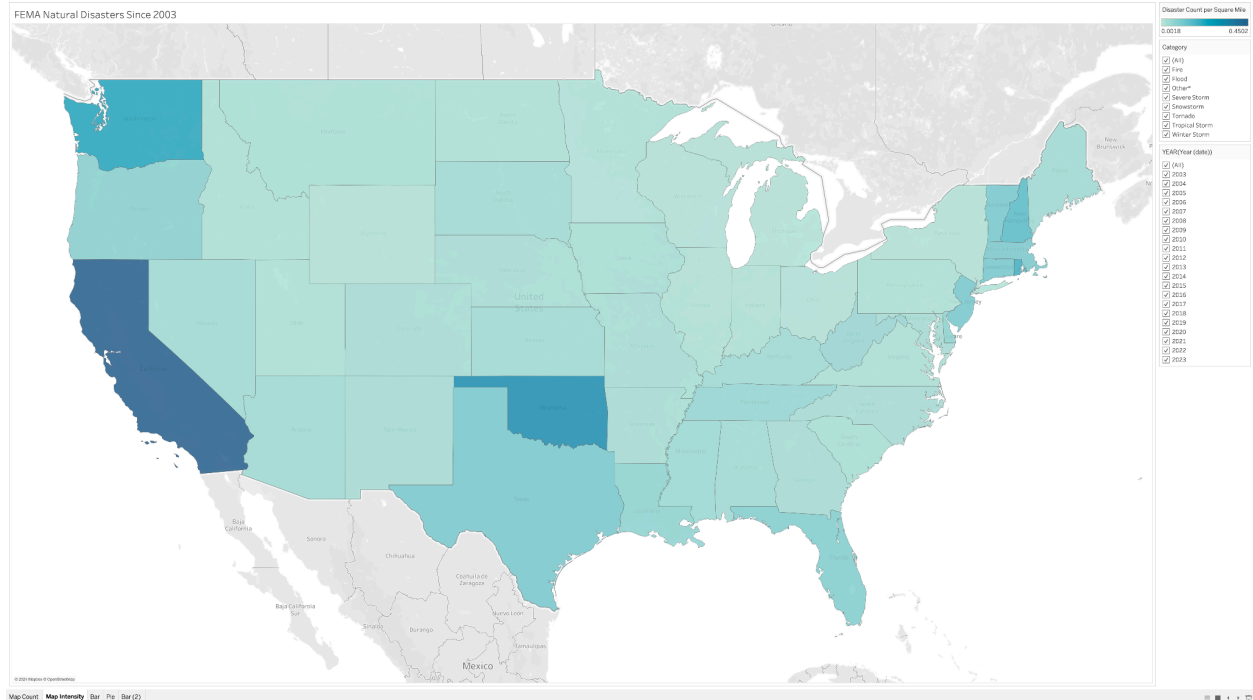 FEMA Natural Disasters Since 2003
Disaster Count per Square Mile
0.0018 0.4502
Category
(All)
Fire
Flood
Other*
Severe Storm
Snowstorm
Tornado
Tropical Storm
Winter Storm
YEAR(Year (date))
(All)
2003
2004
2005
2006
2007
2008
2009
2010
2011
2012
2013
2014
2015
2016
2017
2018
2019
2020
2021
2022
2023
New
Brunswick
United
States
Baja
California
Sonora
Chihuahua
Coahuila de
Zaragoza
Baja California
Sur
Nuevo León
Sinaloa
Durango
Tamaulipas
Mexico
© 2024 Mapbox © OpenStreetMap
Map Count Map Intensity Bar Pie Bar (2)